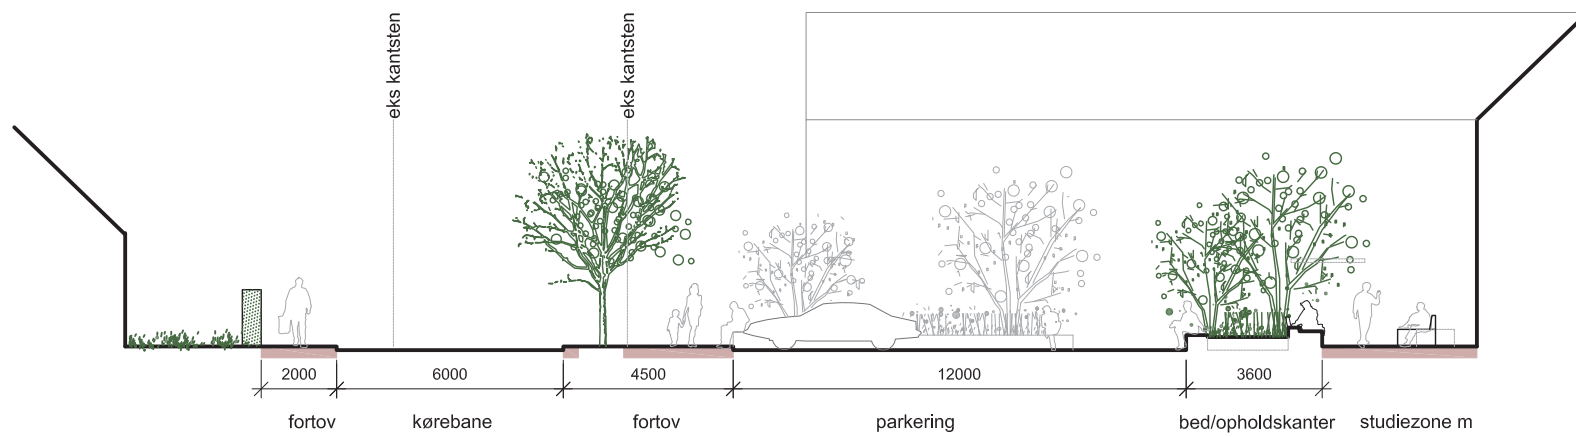 eks kantsten
eks kantsten
2000 6000 4500 12000 3600
fortov kørebane fortov parkering bed/opholdskanter studiezone m